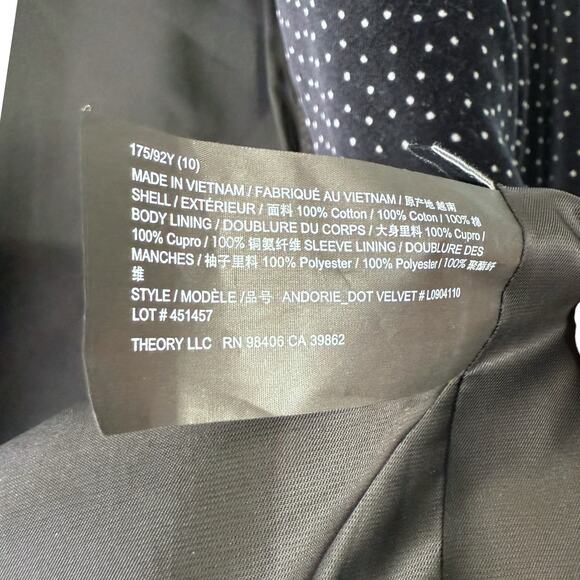 175/92Y (10)
MADE IN VIETNAM / FABRIQUÉ AU VIETNAM / 原产地 越南
SHELL / EXTÉRIEUR / 面料 100% Cotton / 100% Coton / 100% 棉
BODY LINING / DOUBLURE DU CORPS / 大身里料 100% Cupro /
100% Cupro / 100% 铜氨纤维 SLEEVE LINING / DOUBLURE DES
MANCHES / 袖子里料 100% Polyester / 100% Polyester / 100% 聚酯纤
维
STYLE / MODÈLE / 品号 ANDORIE_DOT VELVET # L0904110
LOT # 451457
THEORY LLC RN 98406 CA 39862